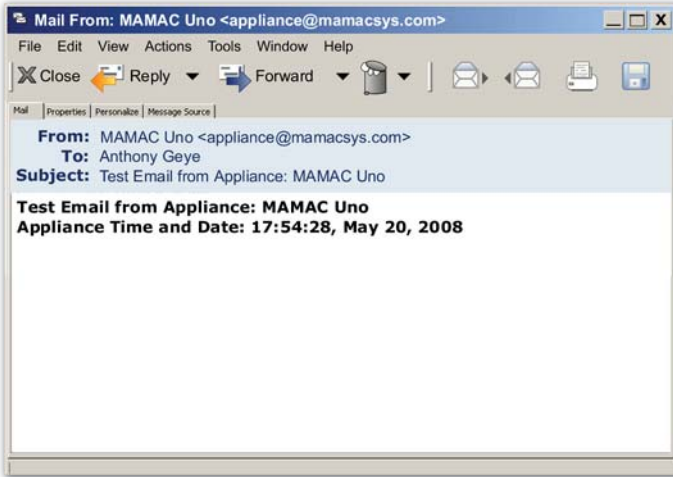 Mail From: MAMAC Uno <appliance@mamacsys.com>
File Edit View Actions Tools Window Help
Close Reply Forward
Mail Properties Personalize Message Source
From: MAMAC Uno <appliance@mamacsys.com>
To: Anthony Geye
Subject: Test Email from Appliance: MAMAC Uno
Test Email from Appliance: MAMAC Uno
Appliance Time and Date: 17:54:28, May 20, 2008